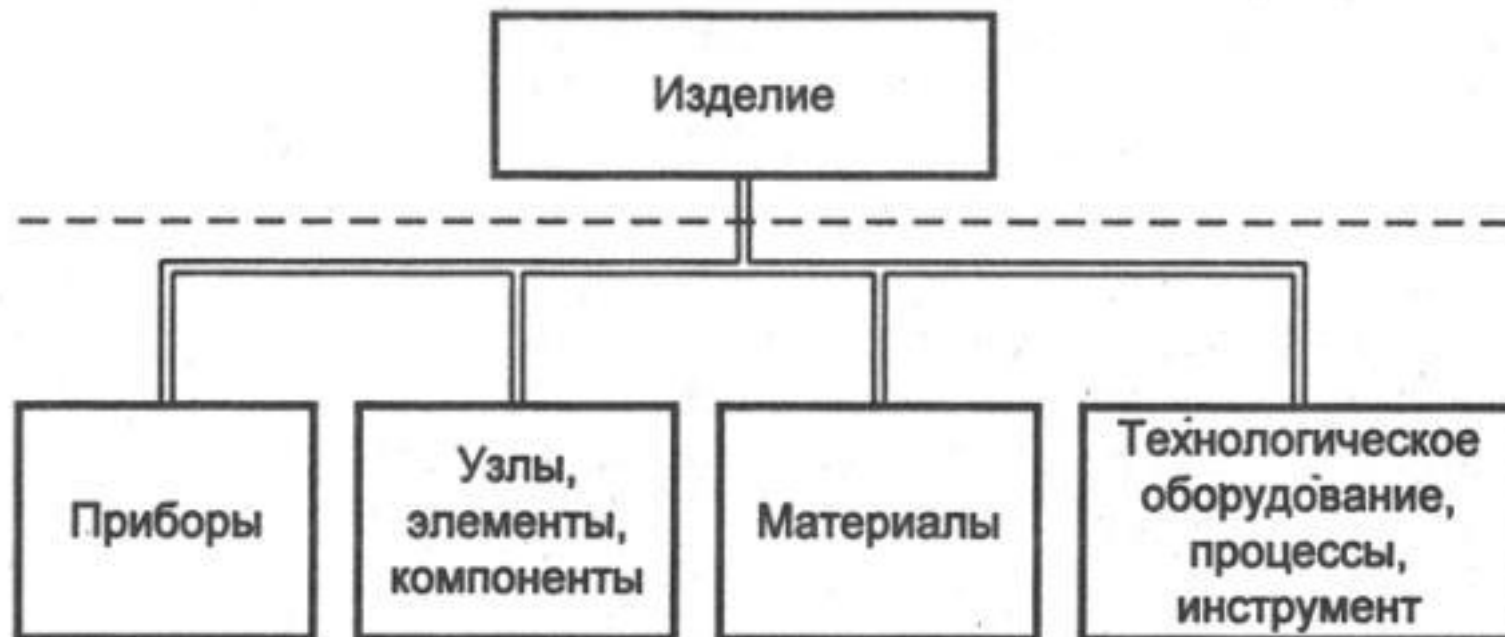 Изделие
Приборы
Узлы,
элементы,
компоненты
Материалы
Технологическое
оборудование,
процессы,
инструмент